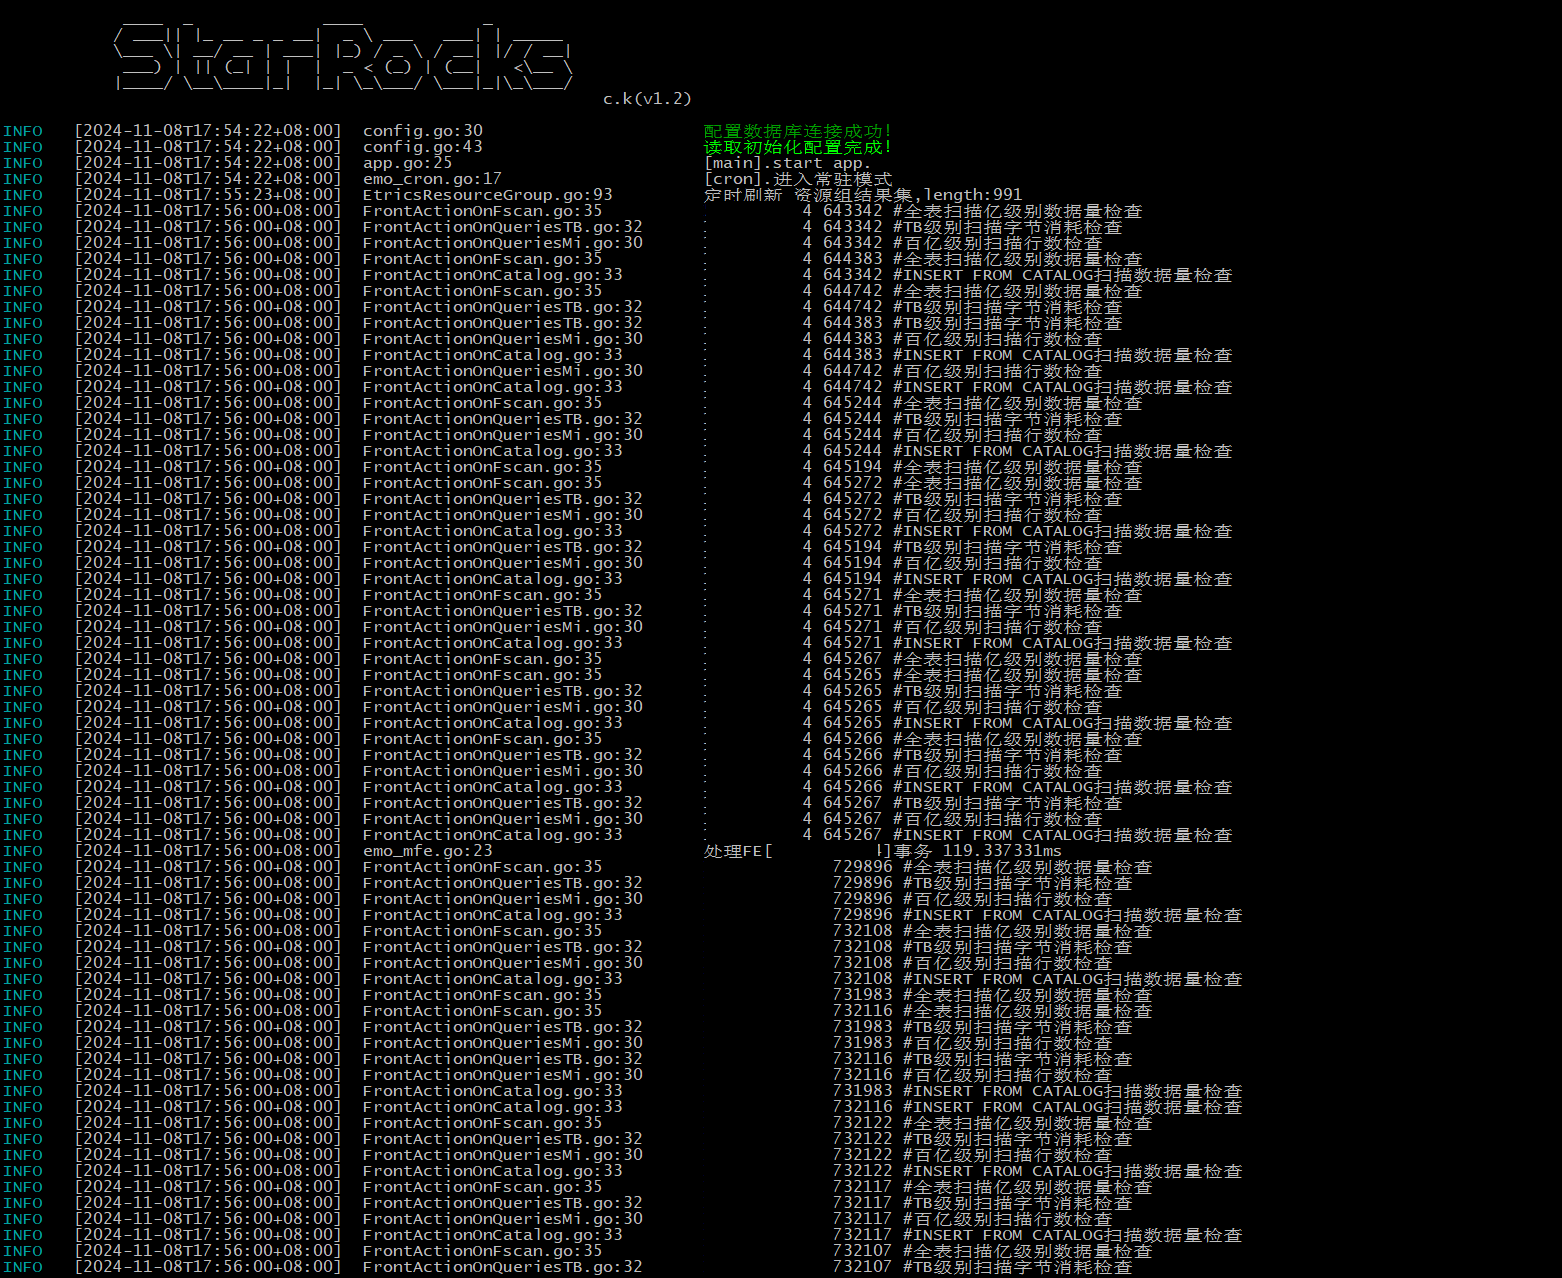 StarRocks
c.k(v1.2)
INFO [2024-11-08T17:54:22+08:00] config.go:30 配置数据库连接成功!
INFO [2024-11-08T17:54:22+08:00] config.go:43 读取初始化配置完成!
INFO [2024-11-08T17:54:22+08:00] app.go:25 [main].start app.
INFO [2024-11-08T17:54:22+08:00] emo_cron.go:17 [cron].进入常驻模式
INFO [2024-11-08T17:55:23+08:00] EtricsResourceGroup.go:93 定时刷新 资源组结果集,length:991
INFO [2024-11-08T17:56:00+08:00] FrontActionOnFscan.go:35 4 643342 #全表扫描亿级别数据量检查
INFO [2024-11-08T17:56:00+08:00] FrontActionOnQueriesTB.go:32 4 643342 #TB级别扫描字节消耗检查
INFO [2024-11-08T17:56:00+08:00] FrontActionOnQueriesMi.go:30 4 643342 #百亿级别扫描行数检查
INFO [2024-11-08T17:56:00+08:00] FrontActionOnFscan.go:35 4 644383 #全表扫描亿级别数据量检查
INFO [2024-11-08T17:56:00+08:00] FrontActionOnCatalog.go:33 4 643342 #INSERT FROM CATALOG扫描数据量检查
INFO [2024-11-08T17:56:00+08:00] FrontActionOnFscan.go:35 4 644742 #全表扫描亿级别数据量检查
INFO [2024-11-08T17:56:00+08:00] FrontActionOnQueriesTB.go:32 4 644742 #TB级别扫描字节消耗检查
INFO [2024-11-08T17:56:00+08:00] FrontActionOnQueriesTB.go:32 4 644383 #TB级别扫描字节消耗检查
INFO [2024-11-08T17:56:00+08:00] FrontActionOnQueriesMi.go:30 4 644383 #百亿级别扫描行数检查
INFO [2024-11-08T17:56:00+08:00] FrontActionOnCatalog.go:33 4 644383 #INSERT FROM CATALOG扫描数据量检查
INFO [2024-11-08T17:56:00+08:00] FrontActionOnQueriesMi.go:30 4 644742 #百亿级别扫描行数检查
INFO [2024-11-08T17:56:00+08:00] FrontActionOnCatalog.go:33 4 644742 #INSERT FROM CATALOG扫描数据量检查
INFO [2024-11-08T17:56:00+08:00] FrontActionOnFscan.go:35 4 645244 #全表扫描亿级别数据量检查
INFO [2024-11-08T17:56:00+08:00] FrontActionOnQueriesTB.go:32 4 645244 #TB级别扫描字节消耗检查
INFO [2024-11-08T17:56:00+08:00] FrontActionOnQueriesMi.go:30 4 645244 #百亿级别扫描行数检查
INFO [2024-11-08T17:56:00+08:00] FrontActionOnCatalog.go:33 4 645244 #INSERT FROM CATALOG扫描数据量检查
INFO [2024-11-08T17:56:00+08:00] FrontActionOnFscan.go:35 4 645194 #全表扫描亿级别数据量检查
INFO [2024-11-08T17:56:00+08:00] FrontActionOnFscan.go:35 4 645272 #全表扫描亿级别数据量检查
INFO [2024-11-08T17:56:00+08:00] FrontActionOnQueriesTB.go:32 4 645272 #TB级别扫描字节消耗检查
INFO [2024-11-08T17:56:00+08:00] FrontActionOnQueriesMi.go:30 4 645272 #百亿级别扫描行数检查
INFO [2024-11-08T17:56:00+08:00] FrontActionOnCatalog.go:33 4 645272 #INSERT FROM CATALOG扫描数据量检查
INFO [2024-11-08T17:56:00+08:00] FrontActionOnQueriesTB.go:32 4 645194 #TB级别扫描字节消耗检查
INFO [2024-11-08T17:56:00+08:00] FrontActionOnQueriesMi.go:30 4 645194 #百亿级别扫描行数检查
INFO [2024-11-08T17:56:00+08:00] FrontActionOnCatalog.go:33 4 645194 #INSERT FROM CATALOG扫描数据量检查
INFO [2024-11-08T17:56:00+08:00] FrontActionOnFscan.go:35 4 645271 #全表扫描亿级别数据量检查
INFO [2024-11-08T17:56:00+08:00] FrontActionOnQueriesTB.go:32 4 645271 #TB级别扫描字节消耗检查
INFO [2024-11-08T17:56:00+08:00] FrontActionOnQueriesMi.go:30 4 645271 #百亿级别扫描行数检查
INFO [2024-11-08T17:56:00+08:00] FrontActionOnCatalog.go:33 4 645271 #INSERT FROM CATALOG扫描数据量检查
INFO [2024-11-08T17:56:00+08:00] FrontActionOnFscan.go:35 4 645267 #全表扫描亿级别数据量检查
INFO [2024-11-08T17:56:00+08:00] FrontActionOnFscan.go:35 4 645265 #全表扫描亿级别数据量检查
INFO [2024-11-08T17:56:00+08:00] FrontActionOnQueriesTB.go:32 4 645265 #TB级别扫描字节消耗检查
INFO [2024-11-08T17:56:00+08:00] FrontActionOnQueriesMi.go:30 4 645265 #百亿级别扫描行数检查
INFO [2024-11-08T17:56:00+08:00] FrontActionOnCatalog.go:33 4 645265 #INSERT FROM CATALOG扫描数据量检查
INFO [2024-11-08T17:56:00+08:00] FrontActionOnFscan.go:35 4 645266 #全表扫描亿级别数据量检查
INFO [2024-11-08T17:56:00+08:00] FrontActionOnQueriesTB.go:32 4 645266 #TB级别扫描字节消耗检查
INFO [2024-11-08T17:56:00+08:00] FrontActionOnQueriesMi.go:30 4 645266 #百亿级别扫描行数检查
INFO [2024-11-08T17:56:00+08:00] FrontActionOnCatalog.go:33 4 645266 #INSERT FROM CATALOG扫描数据量检查
INFO [2024-11-08T17:56:00+08:00] FrontActionOnQueriesTB.go:32 4 645267 #TB级别扫描字节消耗检查
INFO [2024-11-08T17:56:00+08:00] FrontActionOnQueriesMi.go:30 4 645267 #百亿级别扫描行数检查
INFO [2024-11-08T17:56:00+08:00] FrontActionOnCatalog.go:33 4 645267 #INSERT FROM CATALOG扫描数据量检查
INFO [2024-11-08T17:56:00+08:00] emo_mfe.go:23 处理FE[ ]事务 119.337331ms
INFO [2024-11-08T17:56:00+08:00] FrontActionOnFscan.go:35 729896 #全表扫描亿级别数据量检查
INFO [2024-11-08T17:56:00+08:00] FrontActionOnQueriesTB.go:32 729896 #TB级别扫描字节消耗检查
INFO [2024-11-08T17:56:00+08:00] FrontActionOnQueriesMi.go:30 729896 #百亿级别扫描行数检查
INFO [2024-11-08T17:56:00+08:00] FrontActionOnCatalog.go:33 729896 #INSERT FROM CATALOG扫描数据量检查
INFO [2024-11-08T17:56:00+08:00] FrontActionOnFscan.go:35 732108 #全表扫描亿级别数据量检查
INFO [2024-11-08T17:56:00+08:00] FrontActionOnQueriesTB.go:32 732108 #TB级别扫描字节消耗检查
INFO [2024-11-08T17:56:00+08:00] FrontActionOnQueriesMi.go:30 732108 #百亿级别扫描行数检查
INFO [2024-11-08T17:56:00+08:00] FrontActionOnCatalog.go:33 732108 #INSERT FROM CATALOG扫描数据量检查
INFO [2024-11-08T17:56:00+08:00] FrontActionOnFscan.go:35 731983 #全表扫描亿级别数据量检查
INFO [2024-11-08T17:56:00+08:00] FrontActionOnFscan.go:35 732116 #全表扫描亿级别数据量检查
INFO [2024-11-08T17:56:00+08:00] FrontActionOnQueriesTB.go:32 731983 #TB级别扫描字节消耗检查
INFO [2024-11-08T17:56:00+08:00] FrontActionOnQueriesMi.go:30 731983 #百亿级别扫描行数检查
INFO [2024-11-08T17:56:00+08:00] FrontActionOnQueriesTB.go:32 732116 #TB级别扫描字节消耗检查
INFO [2024-11-08T17:56:00+08:00] FrontActionOnQueriesMi.go:30 732116 #百亿级别扫描行数检查
INFO [2024-11-08T17:56:00+08:00] FrontActionOnCatalog.go:33 731983 #INSERT FROM CATALOG扫描数据量检查
INFO [2024-11-08T17:56:00+08:00] FrontActionOnCatalog.go:33 732116 #INSERT FROM CATALOG扫描数据量检查
INFO [2024-11-08T17:56:00+08:00] FrontActionOnFscan.go:35 732122 #全表扫描亿级别数据量检查
INFO [2024-11-08T17:56:00+08:00] FrontActionOnQueriesTB.go:32 732122 #TB级别扫描字节消耗检查
INFO [2024-11-08T17:56:00+08:00] FrontActionOnQueriesMi.go:30 732122 #百亿级别扫描行数检查
INFO [2024-11-08T17:56:00+08:00] FrontActionOnCatalog.go:33 732122 #INSERT FROM CATALOG扫描数据量检查
INFO [2024-11-08T17:56:00+08:00] FrontActionOnFscan.go:35 732117 #全表扫描亿级别数据量检查
INFO [2024-11-08T17:56:00+08:00] FrontActionOnQueriesTB.go:32 732117 #TB级别扫描字节消耗检查
INFO [2024-11-08T17:56:00+08:00] FrontActionOnQueriesMi.go:30 732117 #百亿级别扫描行数检查
INFO [2024-11-08T17:56:00+08:00] FrontActionOnCatalog.go:33 732117 #INSERT FROM CATALOG扫描数据量检查
INFO [2024-11-08T17:56:00+08:00] FrontActionOnFscan.go:35 732107 #全表扫描亿级别数据量检查
INFO [2024-11-08T17:56:00+08:00] FrontActionOnQueriesTB.go:32 732107 #TB级别扫描字节消耗检查